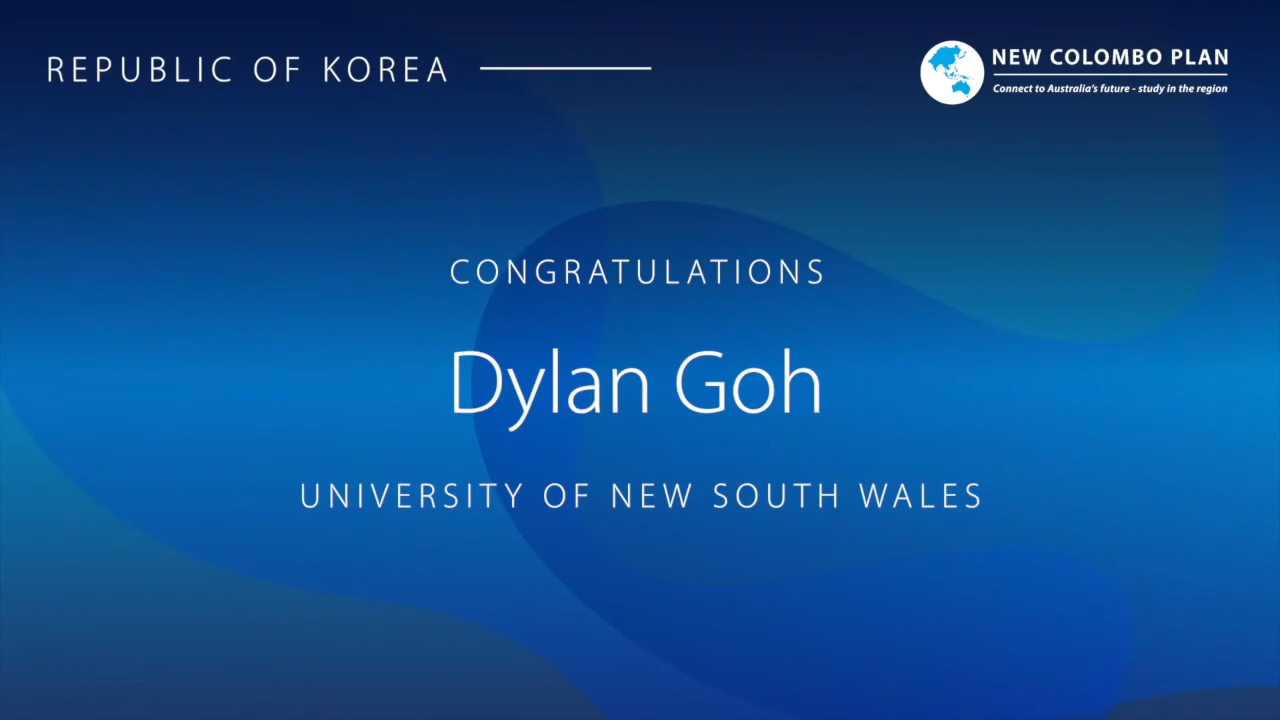 REPUBLIC OF KOREA
NEW COLOMBO PLAN
Connect to Australia's future - study in the region
CONGRATULATIONS
Dylan Goh
UNIVERSITY OF NEW SOUTH WALES